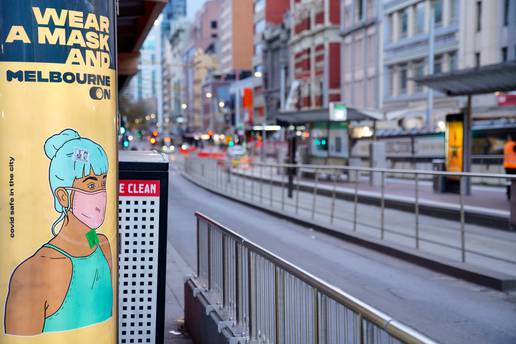 WEAR
A MASK
AND
MELBOURNE
ON
covid safe in the city
E CLEAN